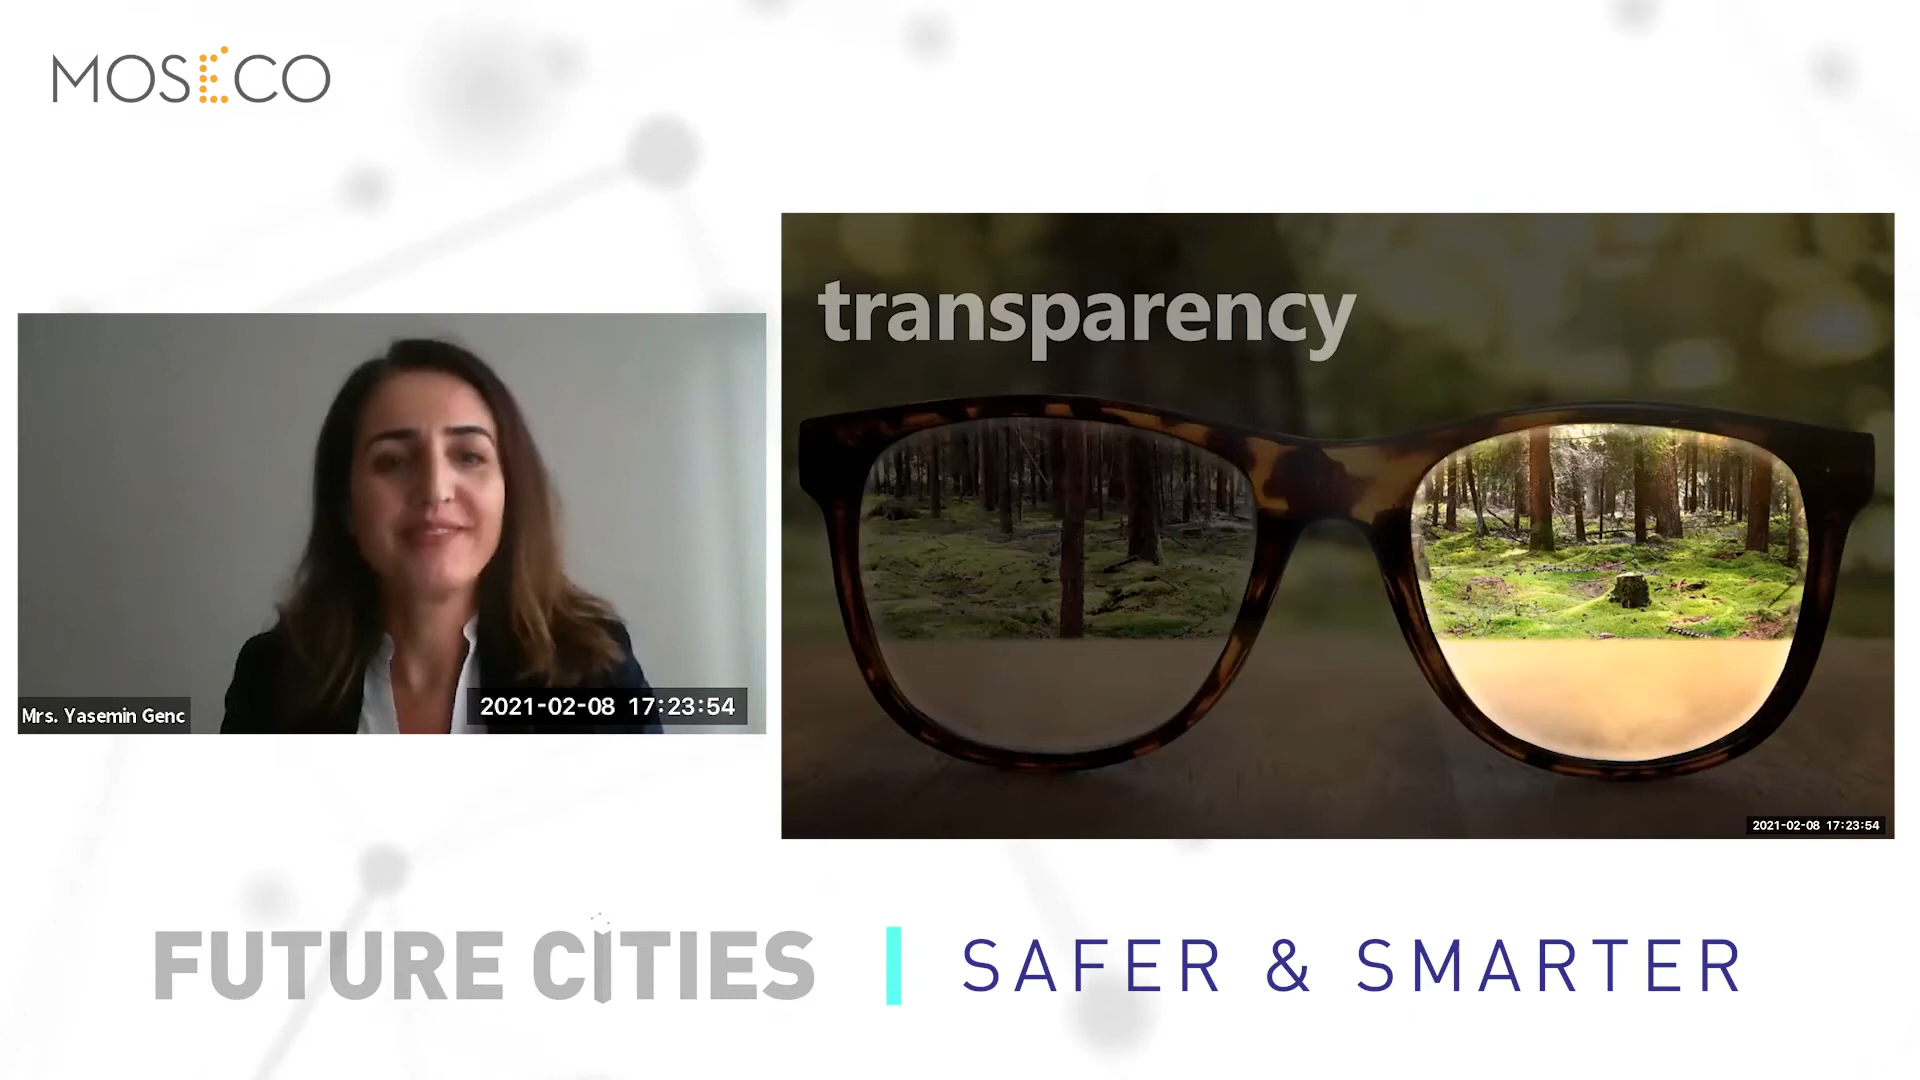 MOSECO
transparency
Mrs. Yasemin Genc
2021-02-08 17:23:54
2021-02-08 17:23:54
FUTURE CITIES
SAFER & SMARTER